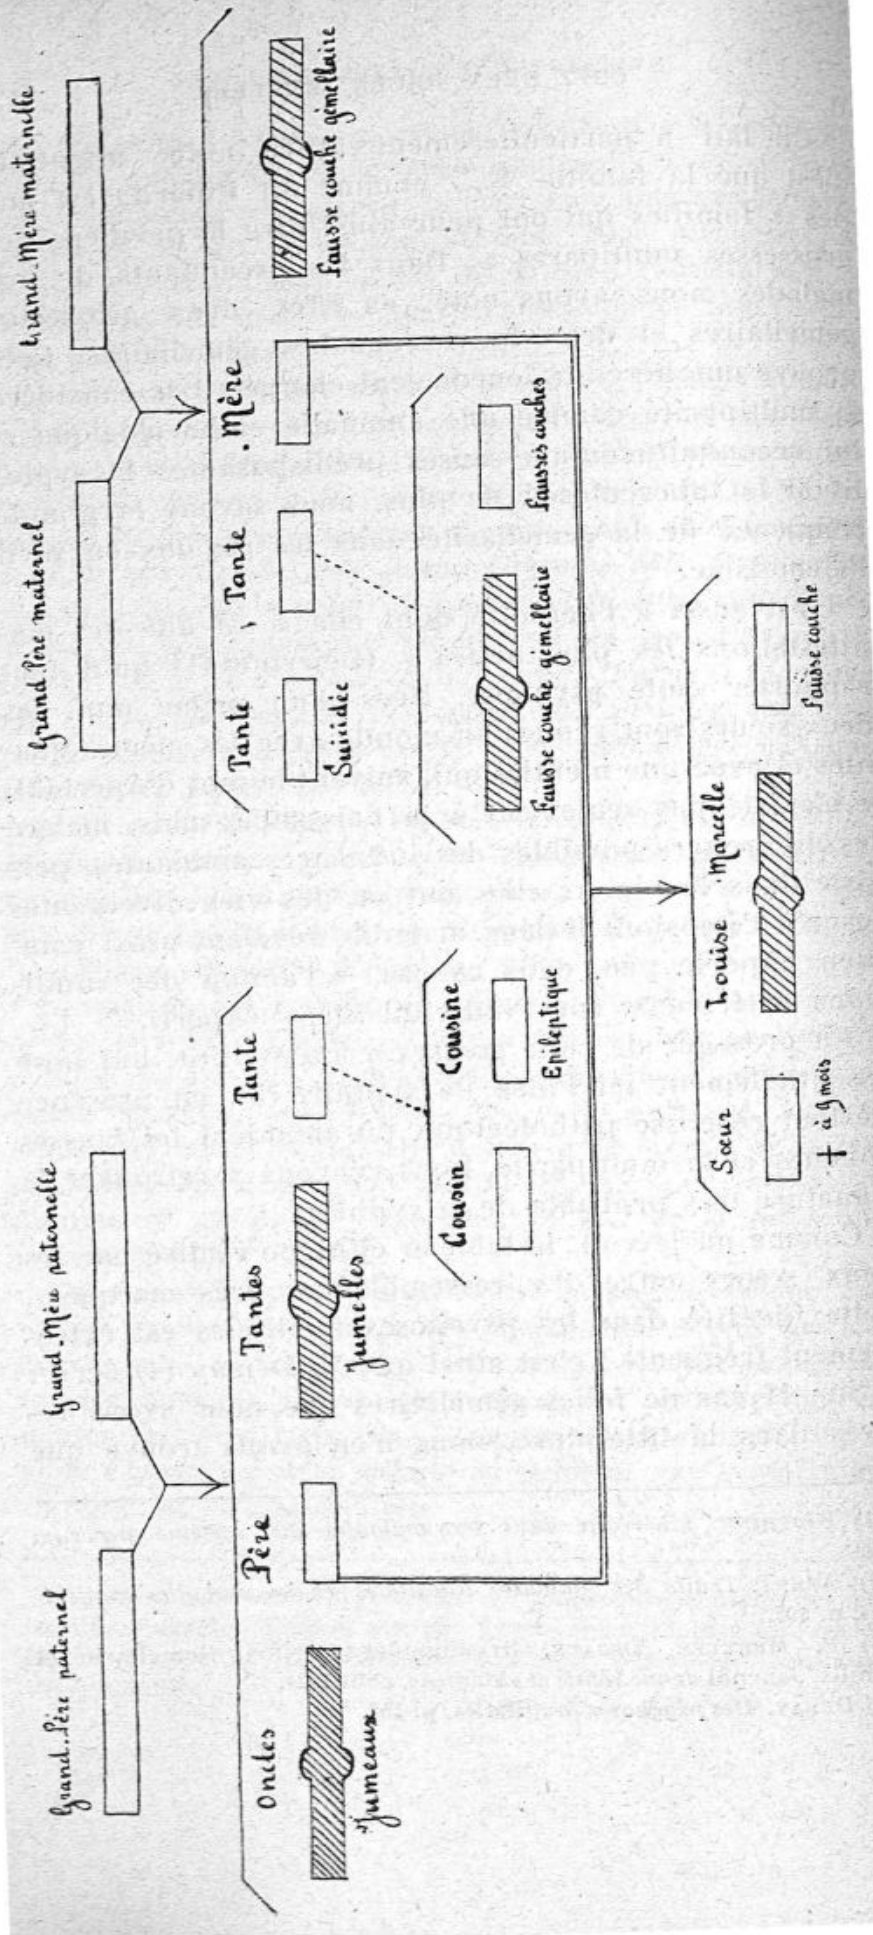 Grand.Père paternel
Grand.Mère paternelle
Grand Père maternel
Grand.Mère maternelle
Oncles
Père
Tantes
Tante
Tante
Tante
Mère
Jumeaux
Jumelles
Suicidée
Fausse couche gémellaire
Cousin
Cousine
Epileptique
Fausse couche gémellaire
Fausses couches
Sœur
Louise Marcelle
† à 9 mois
Fausse couche